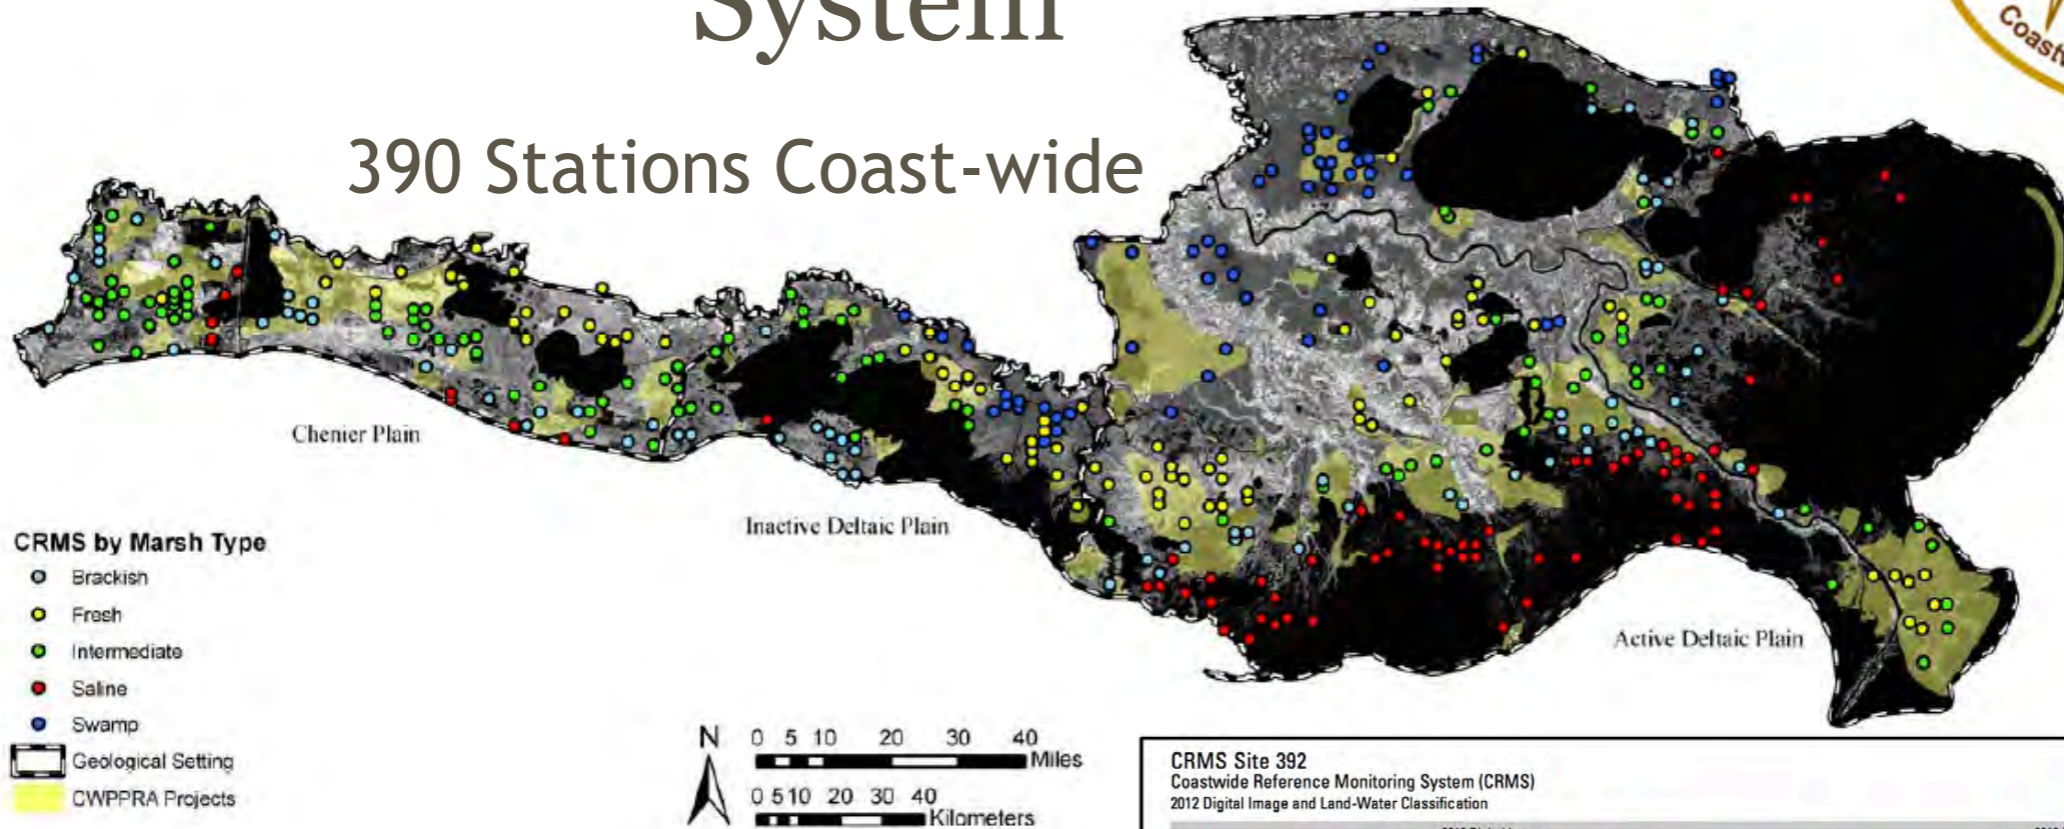 System
Coast
390 Stations Coast-wide
Chenier Plain
Inactive Deltaic Plain
Active Deltaic Plain
CRMS by Marsh Type
Brackish
Fresh
Intermediate
Saline
Swamp
Geological Setting
CWPPRA Projects
N
0 5 10 20 30 40
Miles
0 5 10 20 30 40
Kilometers
CRMS Site 392
Coastwide Reference Monitoring System (CRMS)
2012 Digital Image and Land-Water Classification